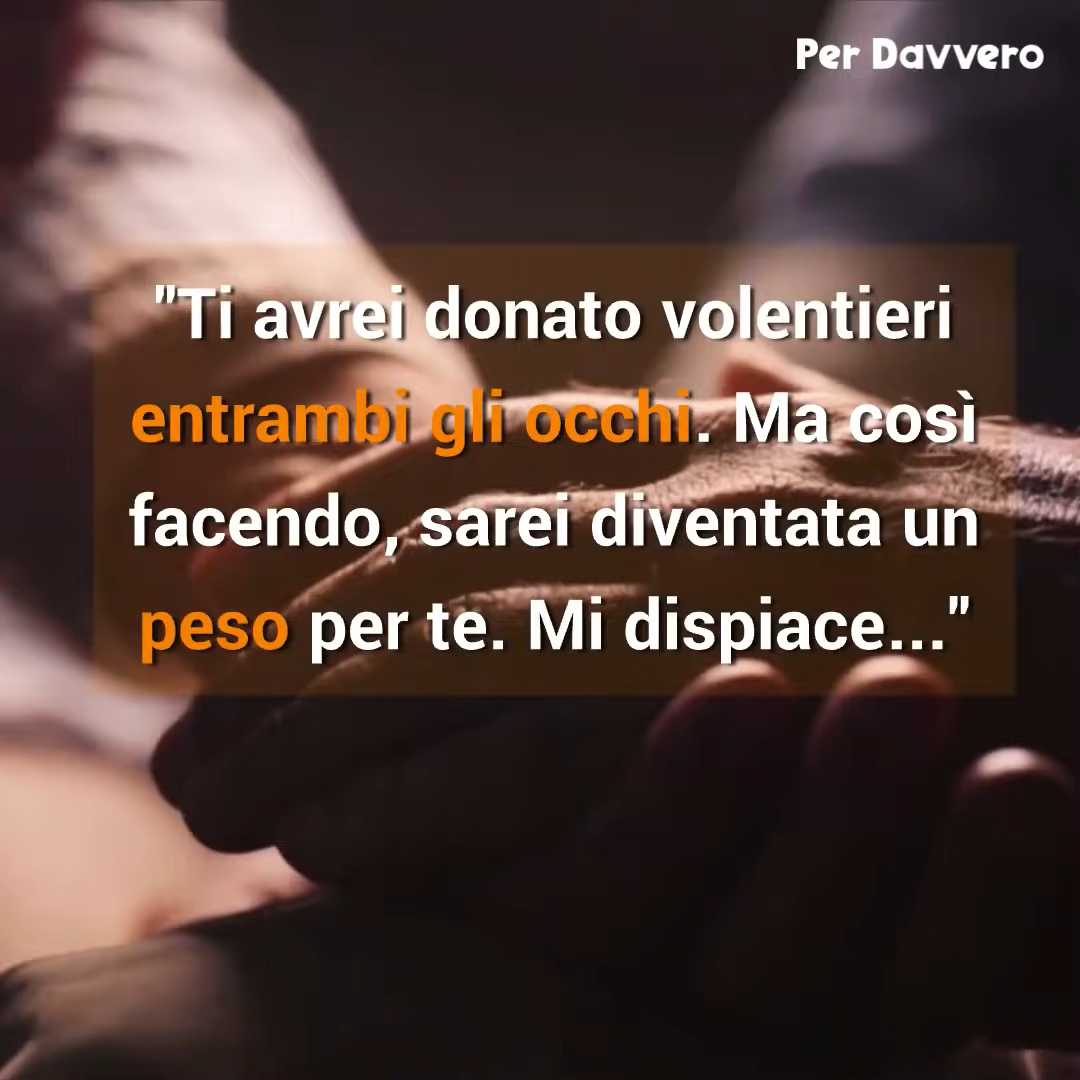 Per Davvero
"Ti avrei donato volentieri
entrambi gli occhi. Ma così
facendo, sarei diventata un
peso per te. Mi dispiace..."